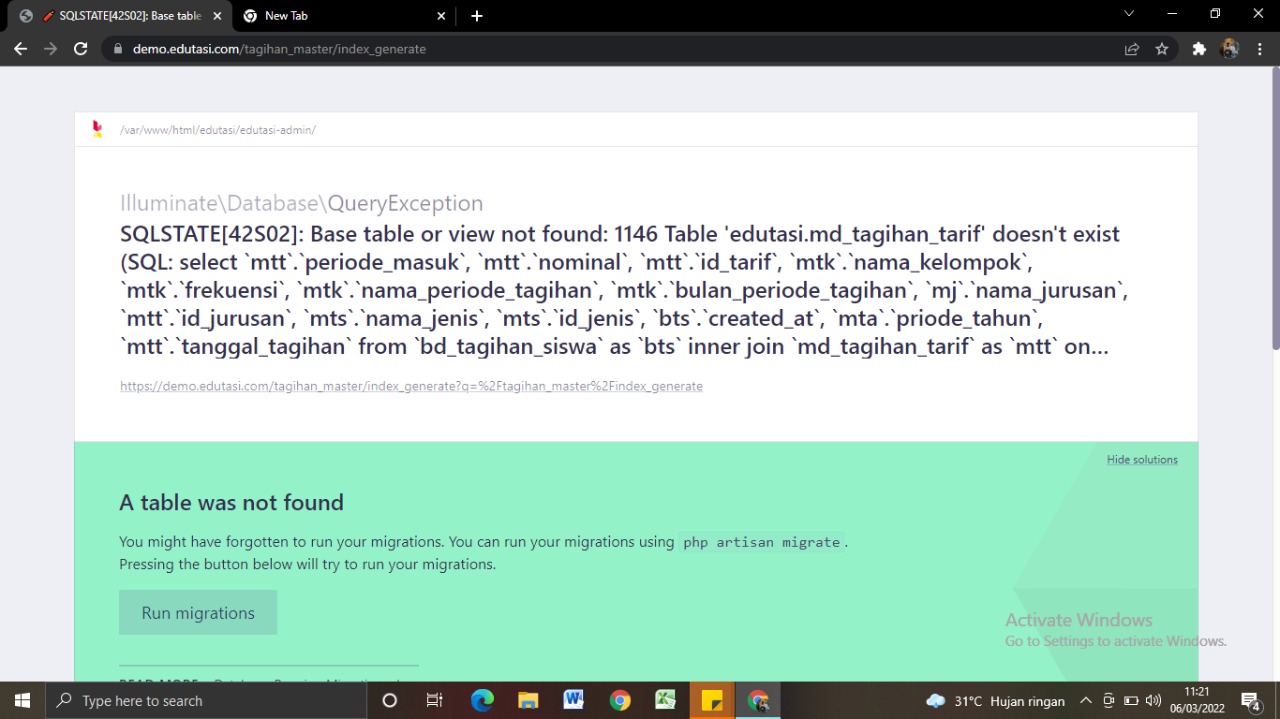 SQLSTATE[42S02]: Base table
New Tab
demo.edutasi.com/tagihan_master/index_generate
/var/www/html/edutasi/edutasi-admin/
Illuminate\Database\QueryException
SQLSTATE[42S02]: Base table or view not found: 1146 Table 'edutasi.md_tagihan_tarif' doesn't exist
(SQL: select `mtt`.`periode_masuk`, `mtt`.`nominal`, `mtt`.`id_tarif`, `mtk`.`nama_kelompok`,
`mtk`.`frekuensi`, `mtk`.`nama_periode_tagihan`, `mtk`.`bulan_periode_tagihan`, `mj`.`nama_jurusan`,
`mtt`.`id_jurusan`, `mts`.`nama_jenis`, `mts`.`id_jenis`, `bts`.`created_at`, `mta`.`priode_tahun`,
`mtt`.`tanggal_tagihan` from `bd_tagihan_siswa` as `bts` inner join `md_tagihan_tarif` as `mtt` on...
https://demo.edutasi.com/tagihan_master/index_generate?q=%2Ftagihan_master%2Findex_generate
Hide solutions
A table was not found
You might have forgotten to run your migrations. You can run your migrations using php artisan migrate.
Pressing the button below will try to run your migrations.
Run migrations
Activate Windows
Go to Settings to activate Windows.
Type here to search
31°C Hujan ringan
11:21
06/03/2022
4